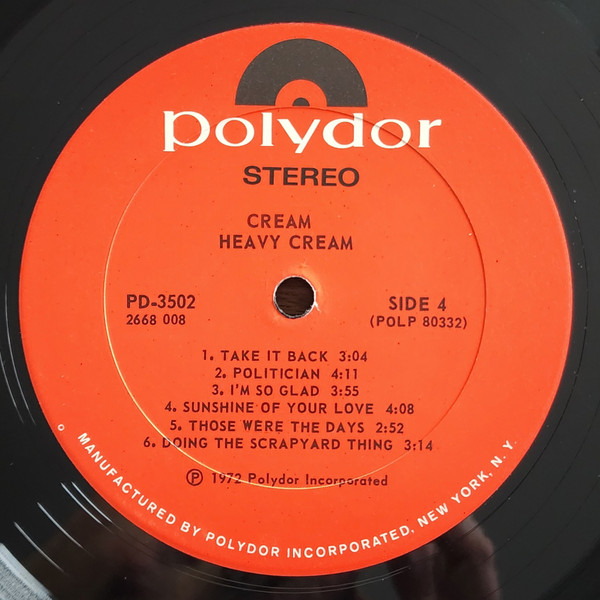 polydor
STEREO
CREAM
HEAVY CREAM
PD-3502
2668 008
SIDE 4
(POLP 80332)
1. TAKE IT BACK 3:04
2. POLITICIAN 4:11
3. I'M SO GLAD 3:55
4. SUNSHINE OF YOUR LOVE 4:08
5. THOSE WERE THE DAYS 2:52
6. DOING THE SCRAPYARD THING 3:14
Ⓟ 1972 Polydor Incorporated
MANUFACTURED BY POLYDOR INCORPORATED, NEW YORK, N. Y.